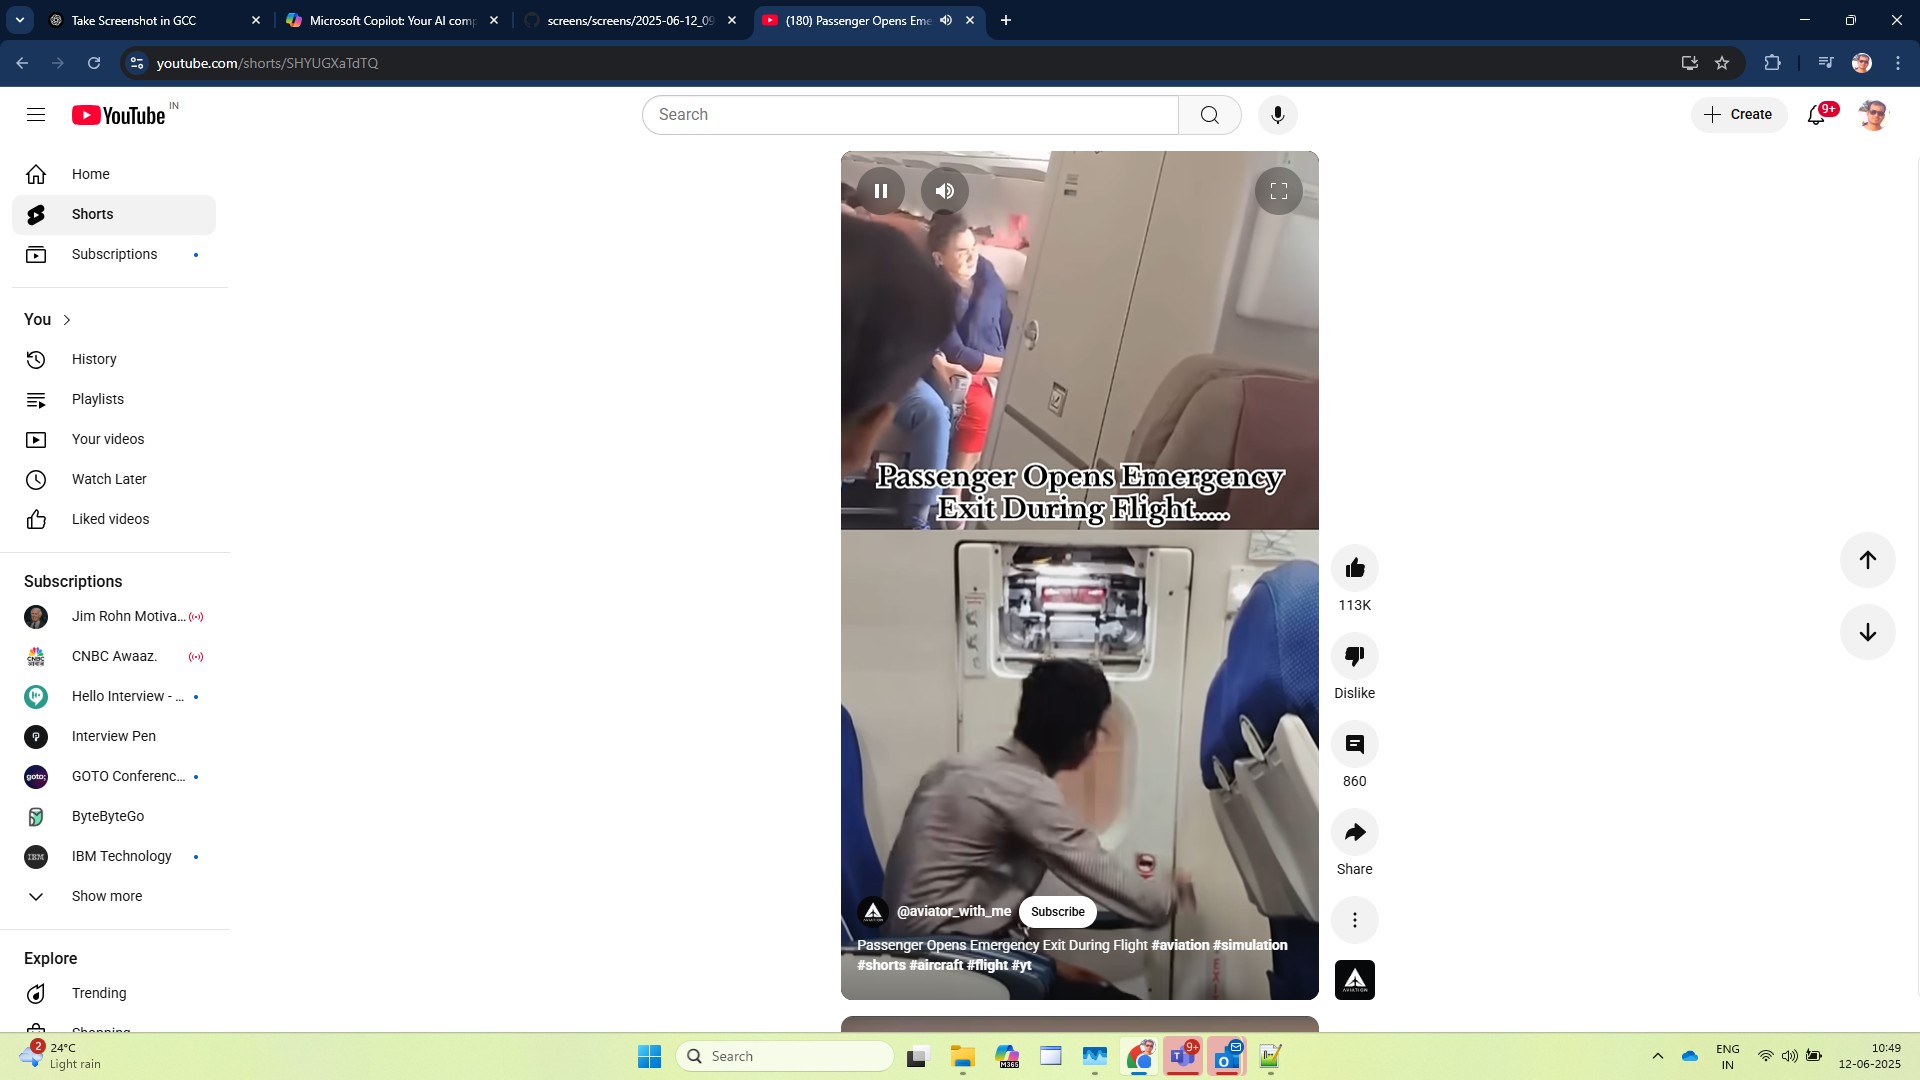 Take Screenshot in GCC
Microsoft Copilot: Your AI comp
screens/screens/2025-06-12_09
(180) Passenger Opens Eme
youtube.com/shorts/SHYUGXaTdTQ
YouTube IN
Search
Create
9+
Home
Shorts
Subscriptions
You
History
Playlists
Your videos
Watch Later
Liked videos
Subscriptions
Jim Rohn Motiva...
CNBC Awaaz.
Hello Interview - ...
Interview Pen
GOTO Conferenc...
ByteByteGo
IBM Technology
Show more
Explore
Trending
Shopping
Passenger Opens Emergency
Exit During Flight.....
@aviator_with_me
Subscribe
Passenger Opens Emergency Exit During Flight #aviation #simulation
#shorts #aircraft #flight #yt
113K
Dislike
860
Share
AVIATION
2
24°C
Light rain
Search
M365
9+
ENG
IN
10:49
12-06-2025